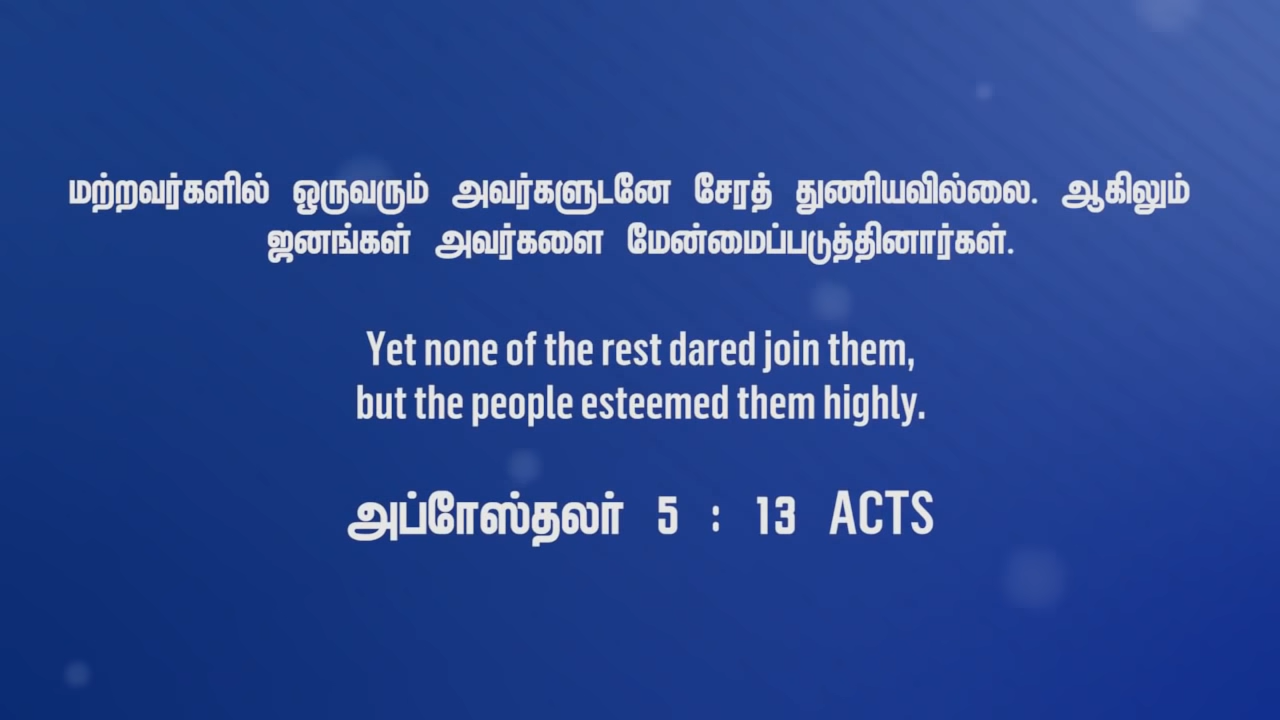 மற்றவர்களில் ஒருவரும் அவர்களுடனே சேரத் துணியவில்லை. ஆகிலும்
ஜனங்கள் அவர்களை மேன்மைப்படுத்தினார்கள்.
Yet none of the rest dared join them,
but the people esteemed them highly.
அப்ரேஸ்தலர் 5 : 13 ACTS